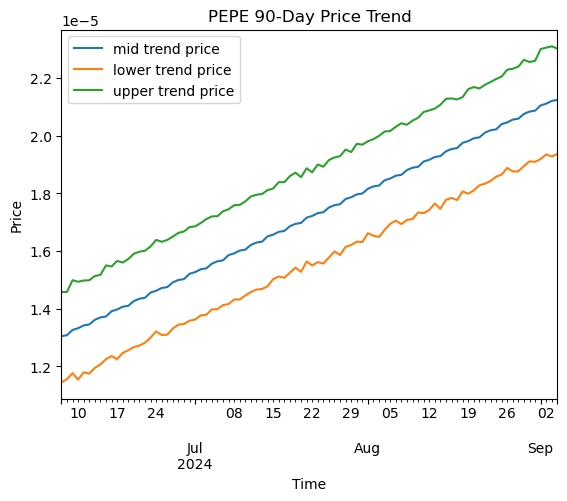 PEPE 90-Day Price Trend
1e−5
mid trend price
lower trend price
upper trend price
2.2
2.0
1.8
1.6
1.4
1.2
Price
10 17 24 08 15 22 29 05 12 19 26 02
Jul Aug Sep
2024
Time